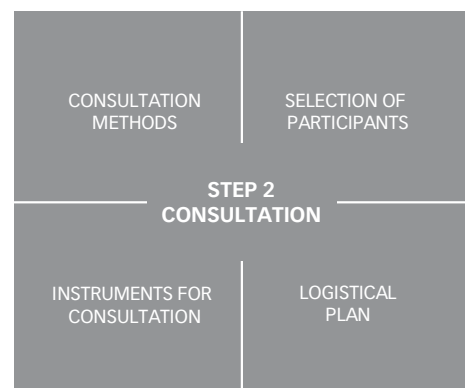 CONSULTATION
METHODS
SELECTION OF
PARTICIPANTS
STEP 2
CONSULTATION
INSTRUMENTS FOR
CONSULTATION
LOGISTICAL
PLAN